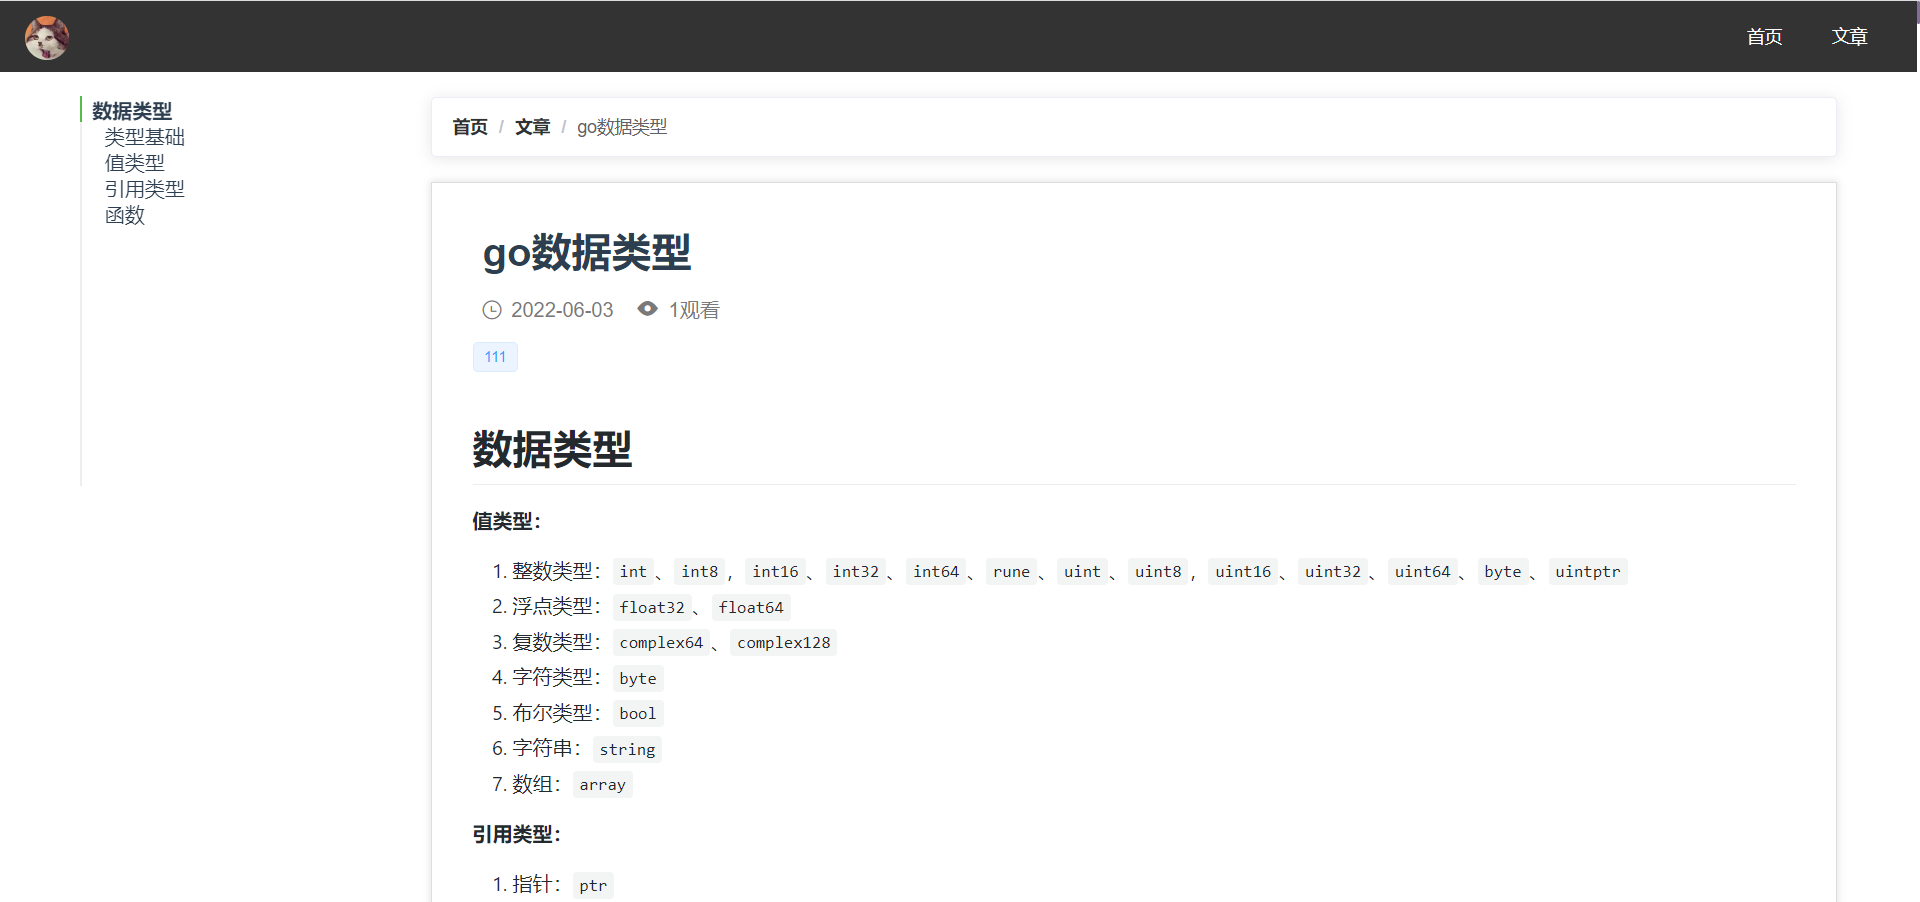 首页 文章
数据类型
类型基础
值类型
引用类型
函数
首页 / 文章 / go数据类型
go数据类型
2022-06-03 1观看
111
数据类型
值类型：
1. 整数类型： int 、 int8 ， int16 、 int32 、 int64 、 rune 、 uint 、 uint8 ， uint16 、 uint32 、 uint64 、 byte 、 uintptr
2. 浮点类型： float32 、 float64
3. 复数类型： complex64 、 complex128
4. 字符类型： byte
5. 布尔类型： bool
6. 字符串： string
7. 数组： array
引用类型：
1. 指针： ptr